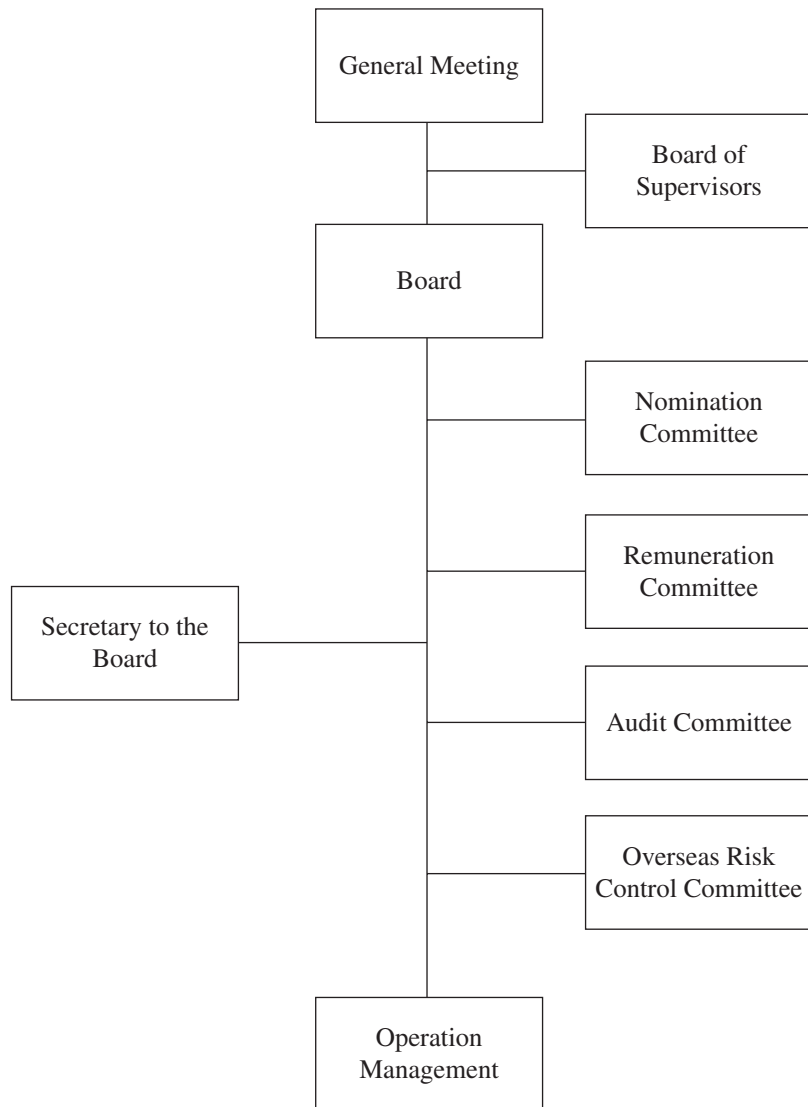 General Meeting
Board of
Supervisors
Board
Nomination
Committee
Remuneration
Committee
Secretary to the
Board
Audit Committee
Overseas Risk
Control Committee
Operation
Management